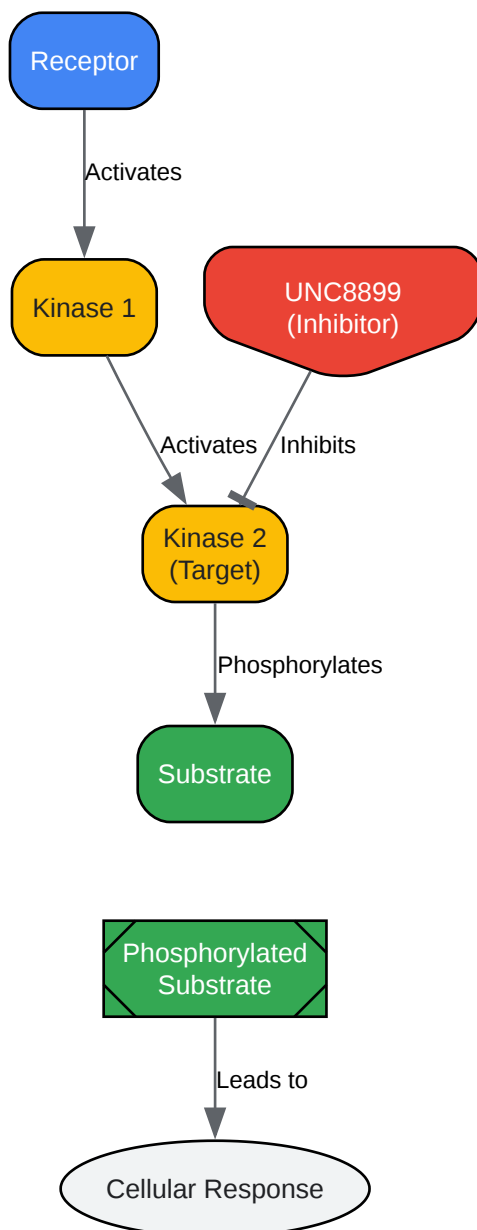 Receptor
Activates
Kinase 1
UNC8899
(Inhibitor)
Activates
Inhibits
Kinase 2
(Target)
Phosphorylates
Substrate
Phosphorylated
Substrate
Leads to
Cellular Response